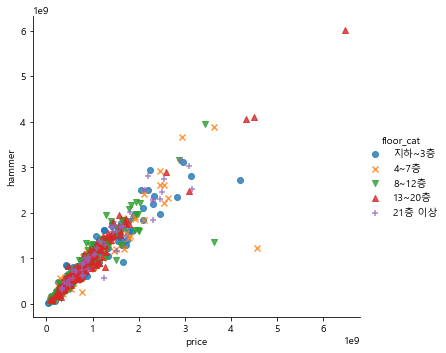 1e9
6
5
4
3
2
1
0
hammer
0 1 2 3 4 5 6
1e9
price
floor_cat
지하~3층
4~7층
8~12층
13~20층
21층 이상